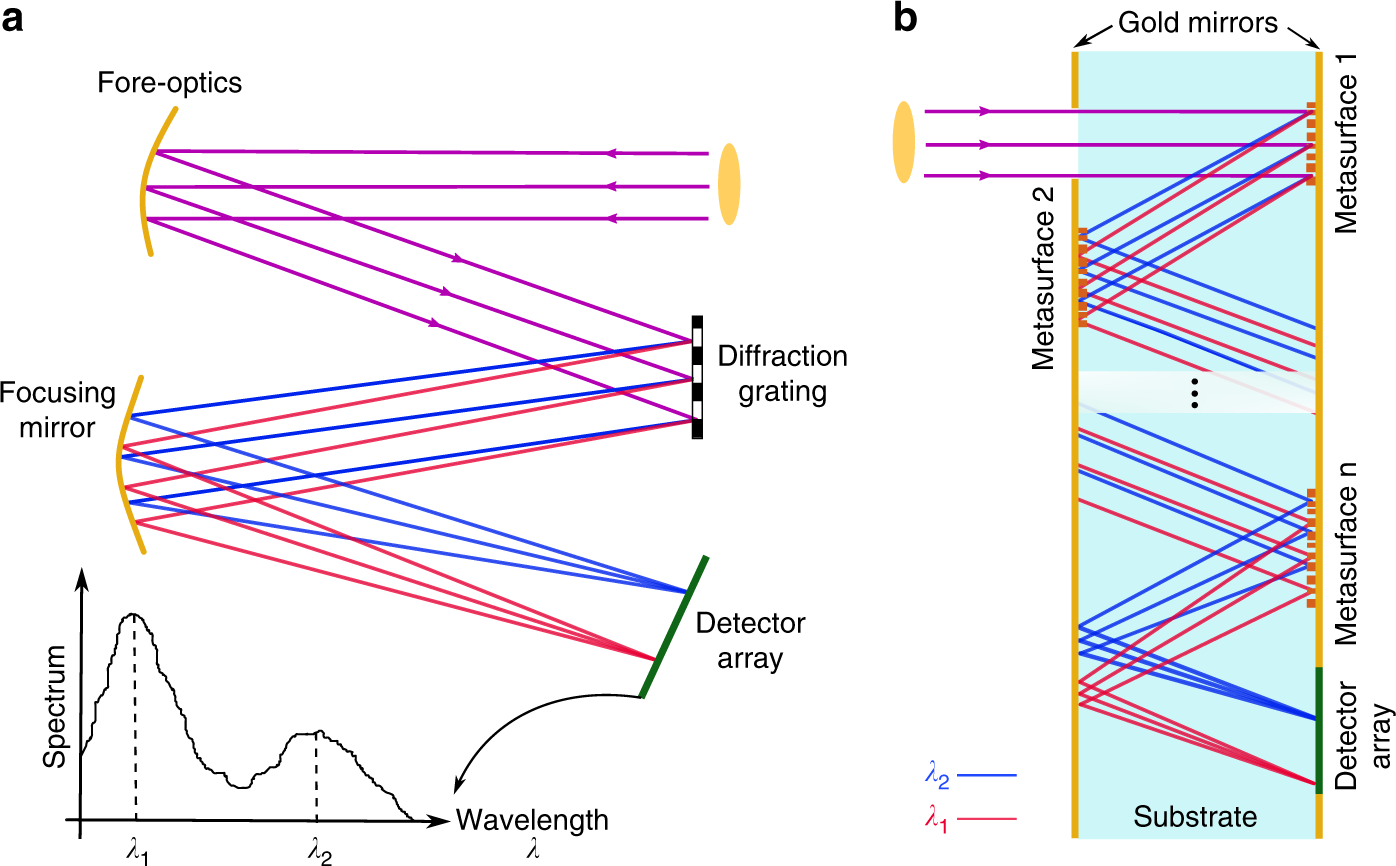 a
Fore-optics
Diffraction
grating
Focusing
mirror
Detector
array
Spectrum
Wavelength
λ1
λ2
λ
b
Gold mirrors
Metasurface 1
Metasurface 2
Metasurface n
Detector
array
λ2
λ1
Substrate